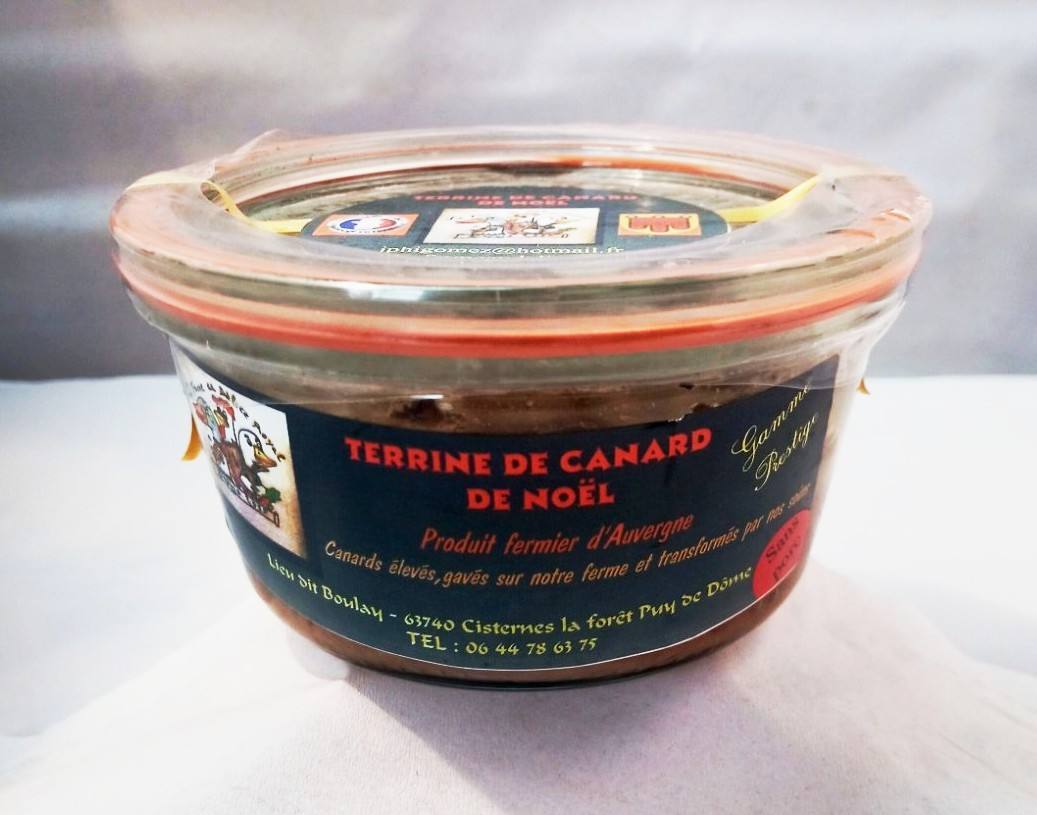 TERRINE DE CANARD
DE NOËL
jphigomez@hotmail.fr
TERRINE DE CANARD
DE NOËL
Gamme
Prestige
Produit fermier d'Auvergne
Canards élevés,gavés sur notre ferme et transformés par nos soins
Sans
porc
Lieu dit Boulay - 63740 Cisternes la forêt Puy de Dôme
TEL : 06 44 78 63 75